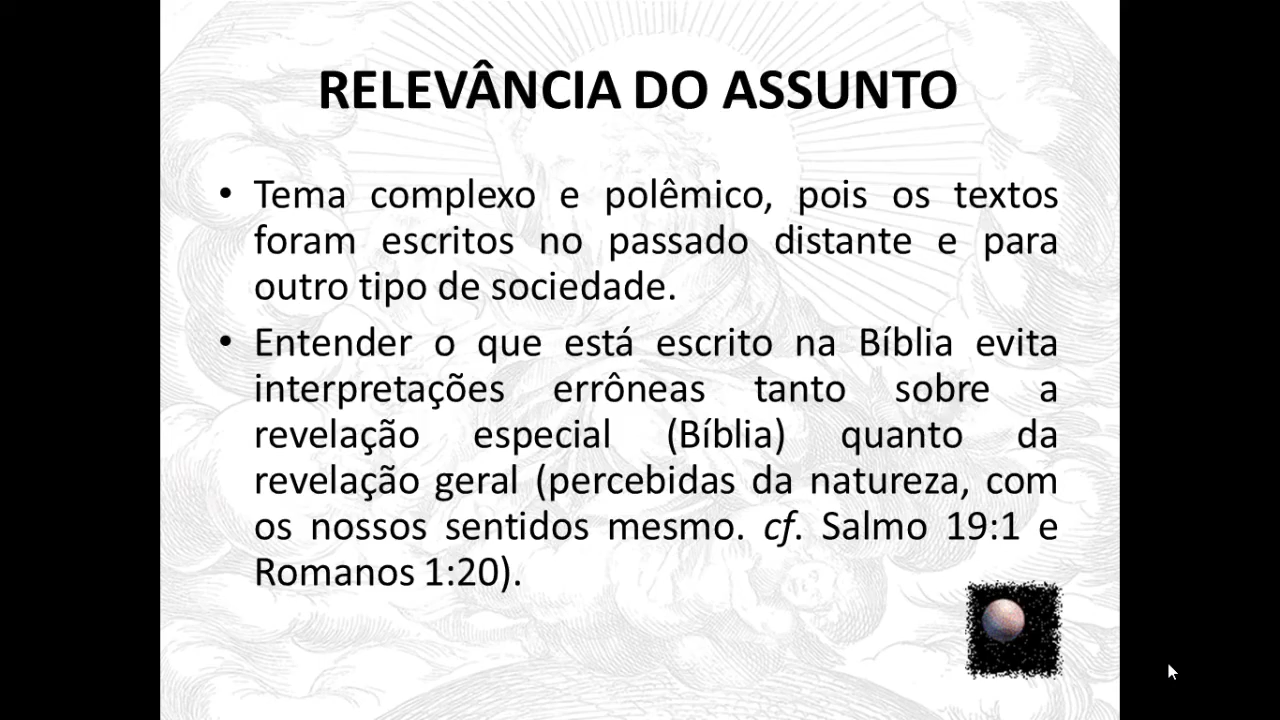 RELEVÂNCIA DO ASSUNTO
• Tema complexo e polêmico, pois os textos
foram escritos no passado distante e para
outro tipo de sociedade.
• Entender o que está escrito na Bíblia evita
interpretações errôneas tanto sobre a
revelação especial (Bíblia) quanto da
revelação geral (percebidas da natureza, com
os nossos sentidos mesmo. cf. Salmo 19:1 e
Romanos 1:20).